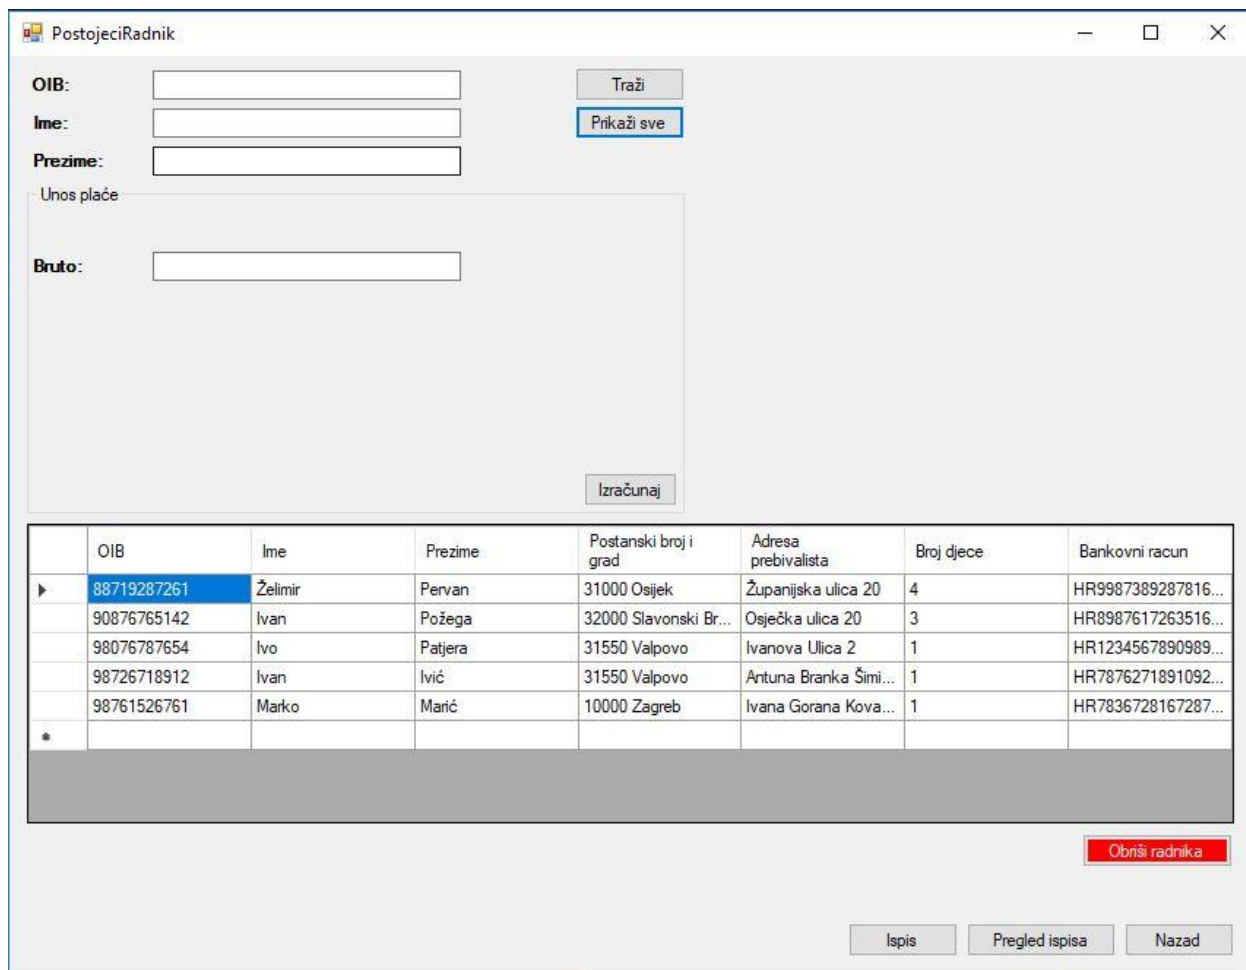 PostojeciRadnik
OIB:
Traži
Ime:
Prikaži sve
Prezime:
Unos plaće
Bruto:
Izračunaj
OIB Ime Prezime Postanski broj i grad Adresa prebivalista Broj djece Bankovni racun
88719287261 Želimir Pervan 31000 Osijek Županijska ulica 20 4 HR9987389287816...
90876765142 Ivan Požega 32000 Slavonski Br... Osječka ulica 20 3 HR8987617263516...
98076787654 Ivo Patjera 31550 Valpovo Ivanova Ulica 2 1 HR1234567890989...
98726718912 Ivan Ivić 31550 Valpovo Antuna Branka Šimi... 1 HR7876271891092...
98761526761 Marko Marić 10000 Zagreb Ivana Gorana Kova... 1 HR7836728167287...
Obriši radnika
Ispis Pregled ispisa Nazad